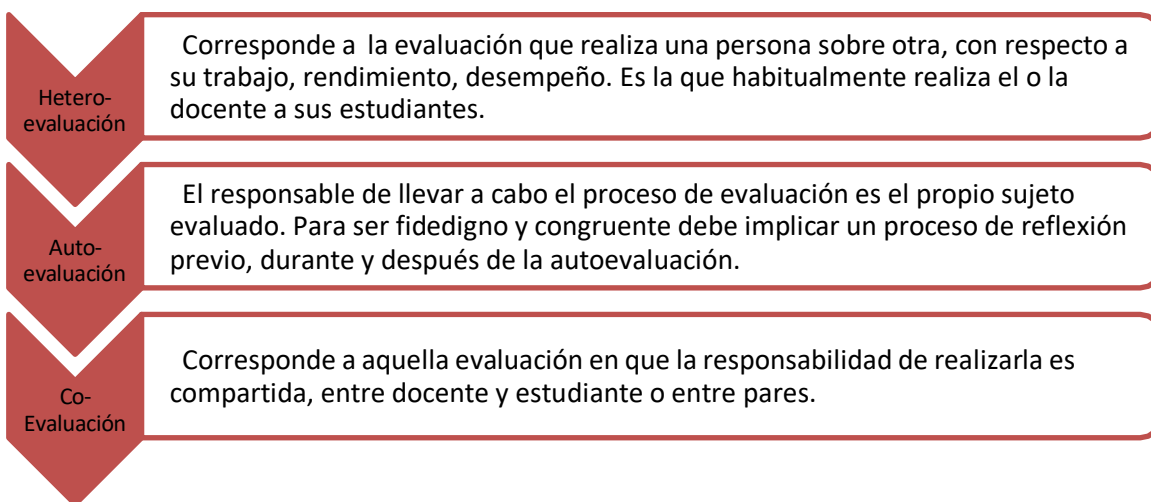 Hetero-
evaluación
Corresponde a la evaluación que realiza una persona sobre otra, con respecto a
su trabajo, rendimiento, desempeño. Es la que habitualmente realiza el o la
docente a sus estudiantes.
Auto-
evaluación
El responsable de llevar a cabo el proceso de evaluación es el propio sujeto
evaluado. Para ser fidedigno y congruente debe implicar un proceso de reflexión
previo, durante y después de la autoevaluación.
Co-
Evaluación
Corresponde a aquella evaluación en que la responsabilidad de realizarla es
compartida, entre docente y estudiante o entre pares.